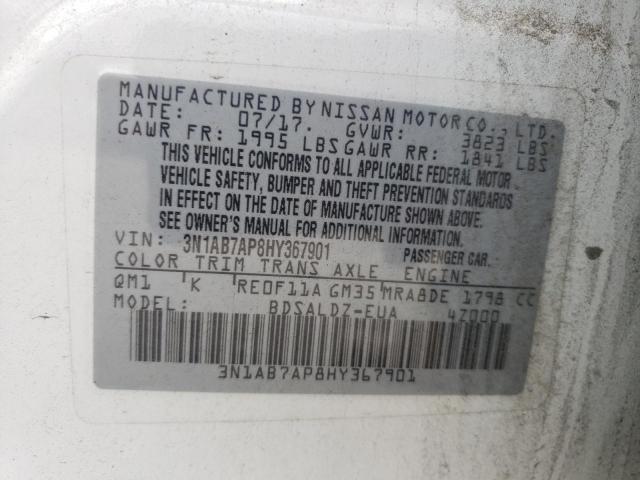 MANUFACTURED BY NISSAN MOTOR CO., LTD.
DATE: 07/17. GVWR: 3823 LBS
GAWR FR: 1995 LBS GAWR RR: 1841 LBS
THIS VEHICLE CONFORMS TO ALL APPLICABLE FEDERAL MOTOR
VEHICLE SAFETY, BUMPER AND THEFT PREVENTION STANDARDS
IN EFFECT ON THE DATE OF MANUFACTURE SHOWN ABOVE.
SEE OWNER'S MANUAL FOR ADDITIONAL INFORMATION.
VIN: 3N1AB7AP8HY367901 PASSENGER CAR.
COLOR TRIM TRANS AXLE ENGINE
QM1 K RE0F11A GM35 MRA8DE 1798 CC
MODEL: BDSALDZ-EUA 4Z000
3N1AB7AP8HY367901